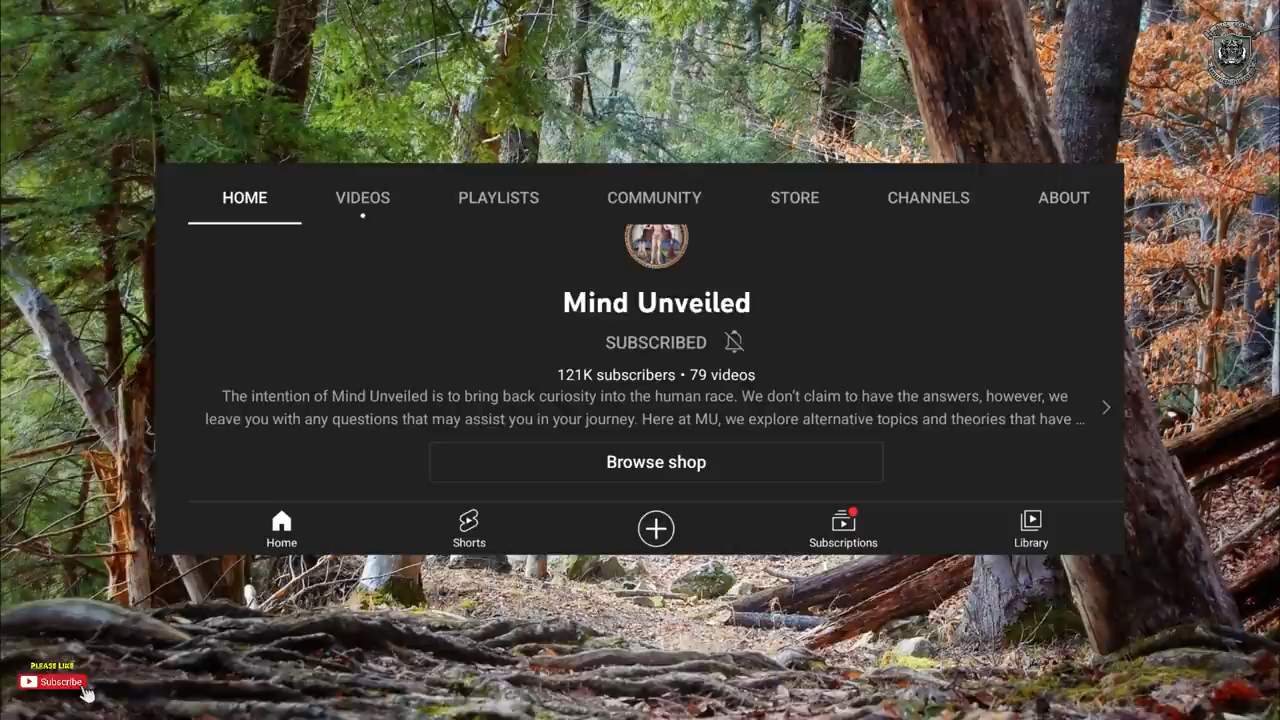 HOME VIDEOS PLAYLISTS COMMUNITY STORE CHANNELS ABOUT
Mind Unveiled
SUBSCRIBED
121K subscribers • 79 videos
The intention of Mind Unveiled is to bring back curiosity into the human race. We don't claim to have the answers, however, we
leave you with any questions that may assist you in your journey. Here at MU, we explore alternative topics and theories that have ...
Browse shop
Home Shorts Subscriptions Library
PLEASE LIKE
Subscribe